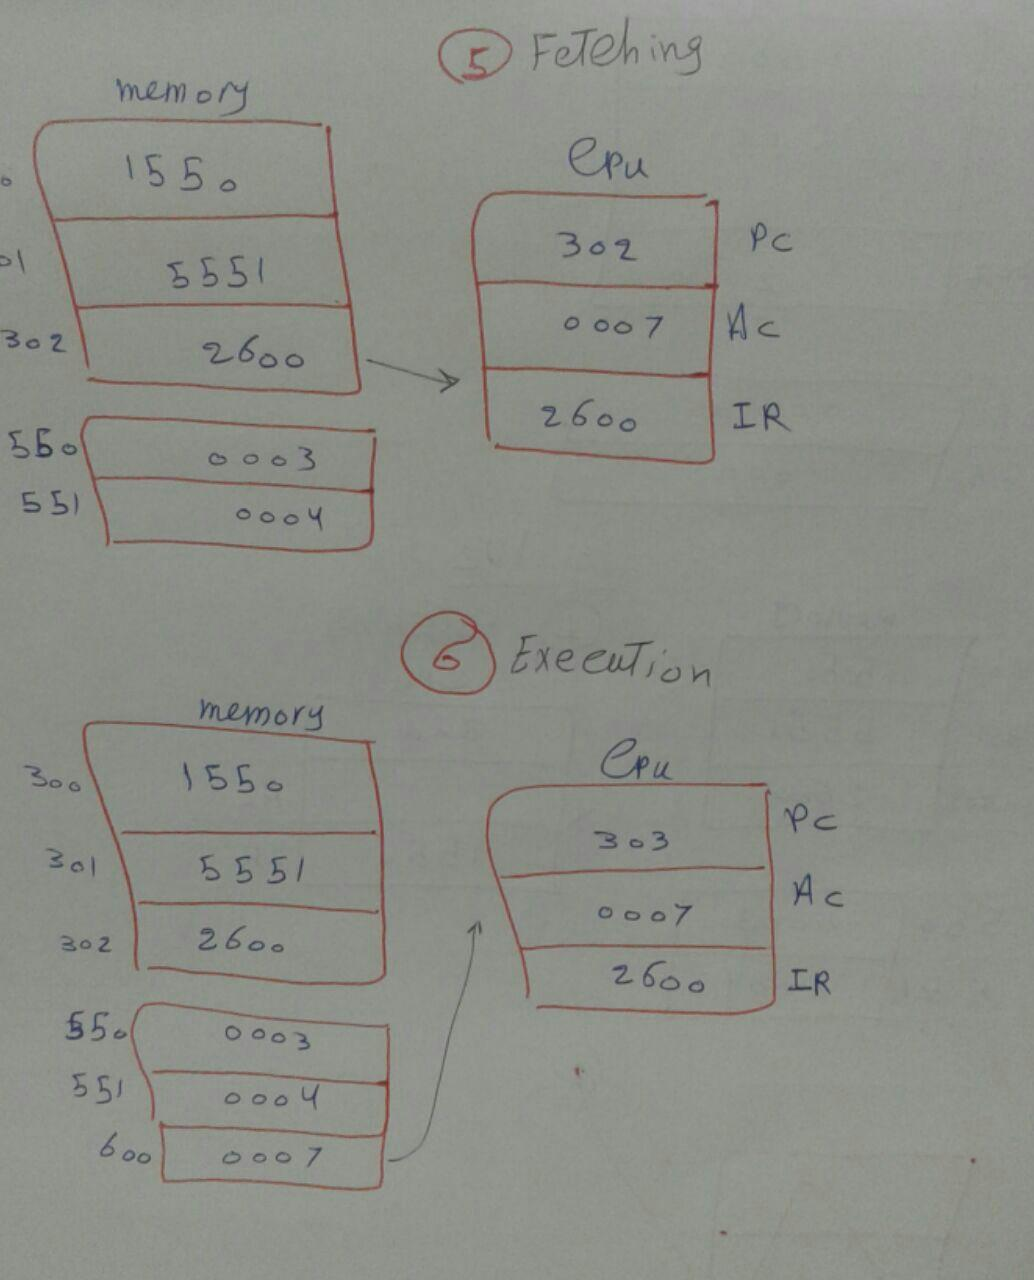 5 Fetching
memory
Cpu
0 1550
302 PC
01 5551
0007 AC
302 2600
2600 IR
550 0003
551 0004
6 Execution
memory
Cpu
300 1550
303 PC
301 5551
0007 AC
302 2600
2600 IR
550 0003
551 0004
600 0007